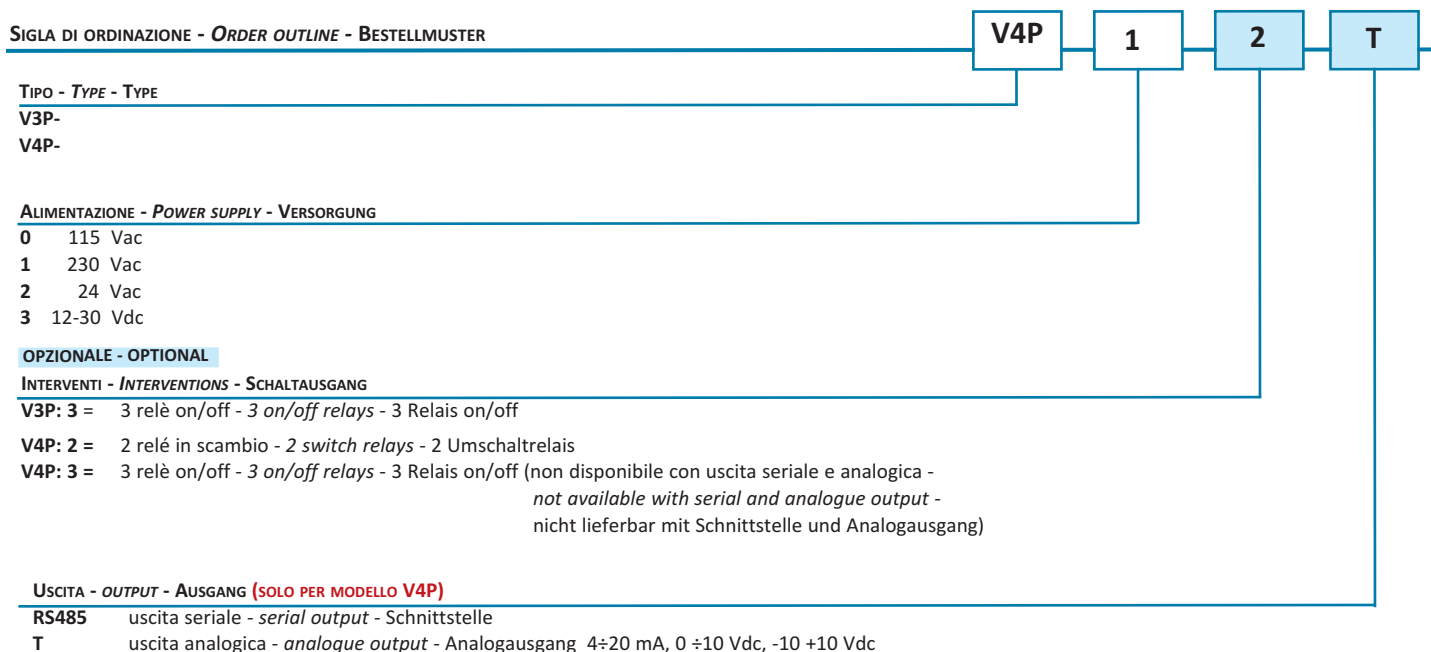 SIGLA DI ORDINAZIONE - ORDER OUTLINE - BESTELLMUSTER V4P 1 2 T
TIPO - TYPE - TYPE
V3P-
V4P-
ALIMENTAZIONE - POWER SUPPLY - VERSORGUNG
0 115 Vac
1 230 Vac
2 24 Vac
3 12-30 Vdc
OPZIONALE - OPTIONAL
INTERVENTI - INTERVENTIONS - SCHALTAUSGANG
V3P: 3 = 3 relè on/off - 3 on/off relays - 3 Relais on/off
V4P: 2 = 2 relé in scambio - 2 switch relays - 2 Umschaltrelais
V4P: 3 = 3 relè on/off - 3 on/off relays - 3 Relais on/off (non disponibile con uscita seriale e analogica -
not available with serial and analogue output -
nicht lieferbar mit Schnittstelle und Analogausgang)
USCITA - OUTPUT - AUSGANG (SOLO PER MODELLO V4P)
RS485 uscita seriale - serial output - Schnittstelle
T uscita analogica - analogue output - Analogausgang 4÷20 mA, 0 ÷10 Vdc, -10 +10 Vdc